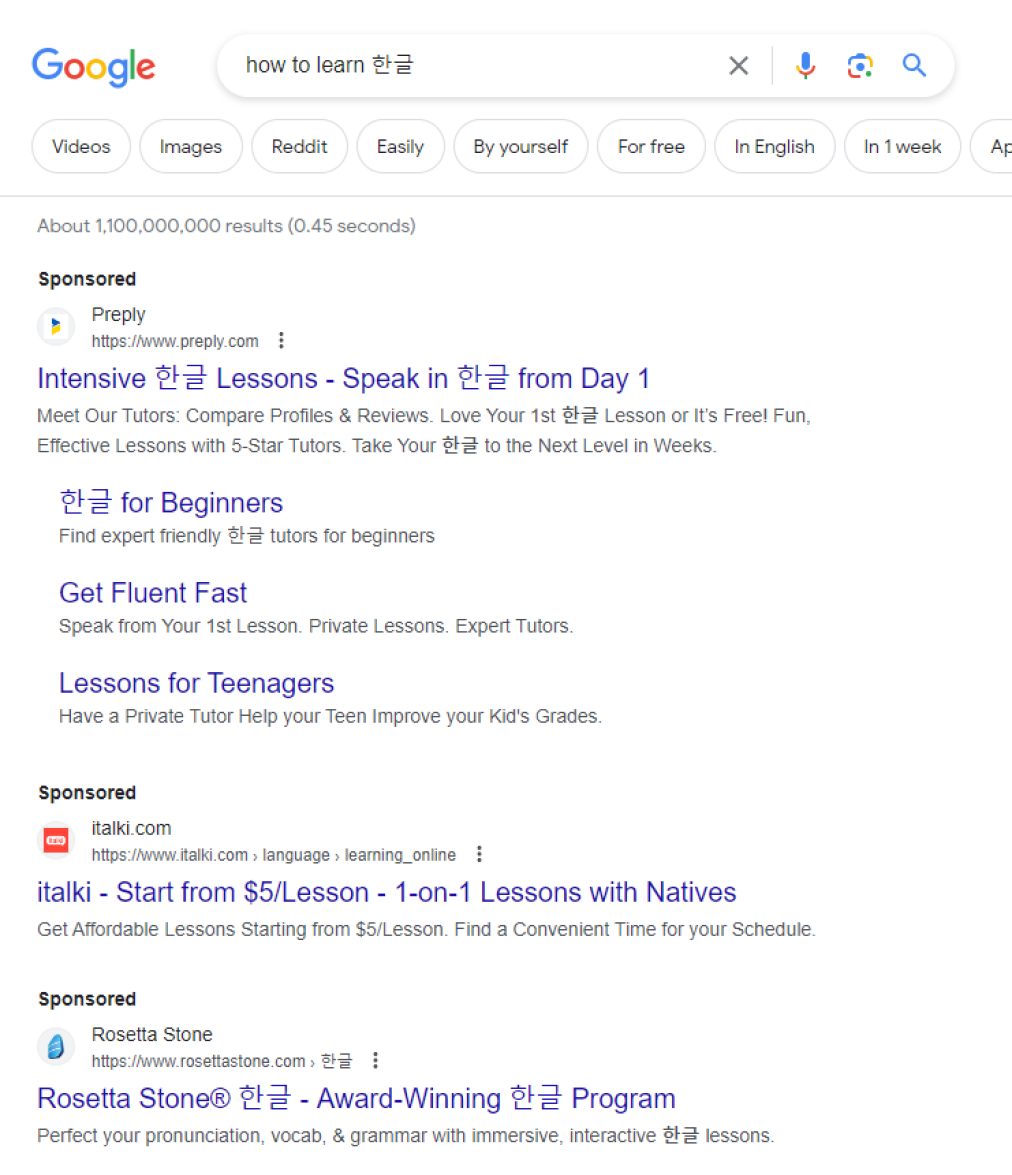 Google
how to learn 한글
Videos Images Reddit Easily By yourself For free In English In 1 week Ap
About 1,100,000,000 results (0.45 seconds)
Sponsored
Preply
https://www.preply.com
Intensive 한글 Lessons - Speak in 한글 from Day 1
Meet Our Tutors: Compare Profiles & Reviews. Love Your 1st 한글 Lesson or It's Free! Fun,
Effective Lessons with 5-Star Tutors. Take Your 한글 to the Next Level in Weeks.
한글 for Beginners
Find expert friendly 한글 tutors for beginners
Get Fluent Fast
Speak from Your 1st Lesson. Private Lessons. Expert Tutors.
Lessons for Teenagers
Have a Private Tutor Help your Teen Improve your Kid's Grades.
Sponsored
italki.com
https://www.italki.com › language › learning_online
italki - Start from $5/Lesson - 1-on-1 Lessons with Natives
Get Affordable Lessons Starting from $5/Lesson. Find a Convenient Time for your Schedule.
Sponsored
Rosetta Stone
https://www.rosettastone.com › 한글
Rosetta Stone® 한글 - Award-Winning 한글 Program
Perfect your pronunciation, vocab, & grammar with immersive, interactive 한글 lessons.